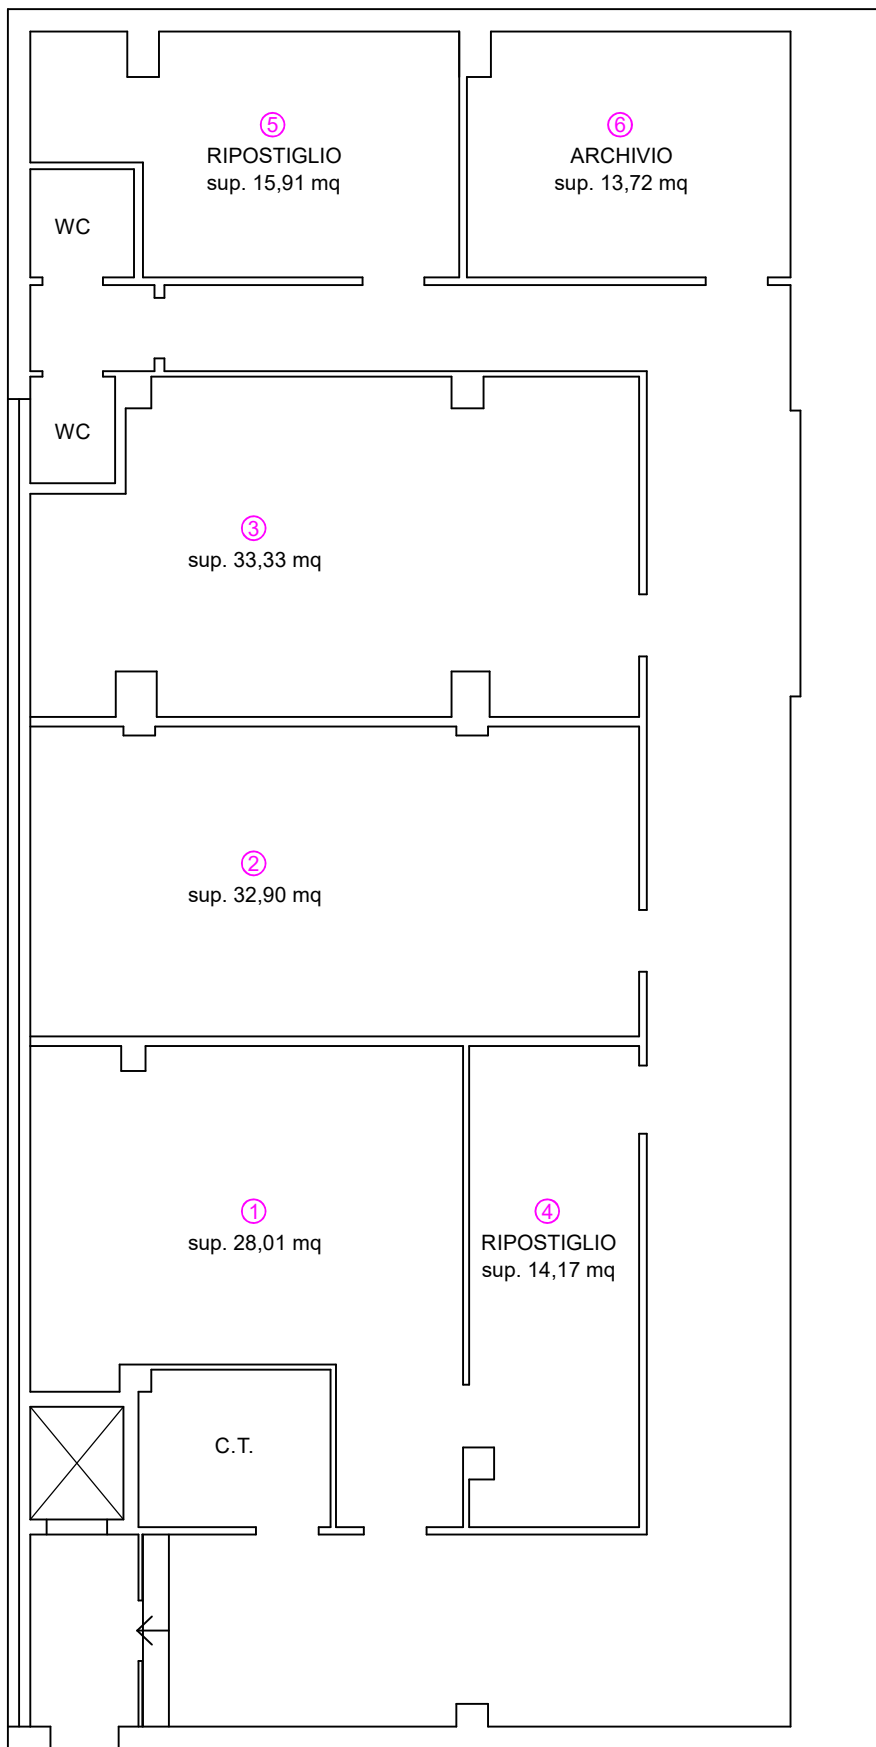 5
RIPOSTIGLIO
sup. 15,91 mq
6
ARCHIVIO
sup. 13,72 mq
WC
WC
3
sup. 33,33 mq
2
sup. 32,90 mq
1
sup. 28,01 mq
4
RIPOSTIGLIO
sup. 14,17 mq
C.T.